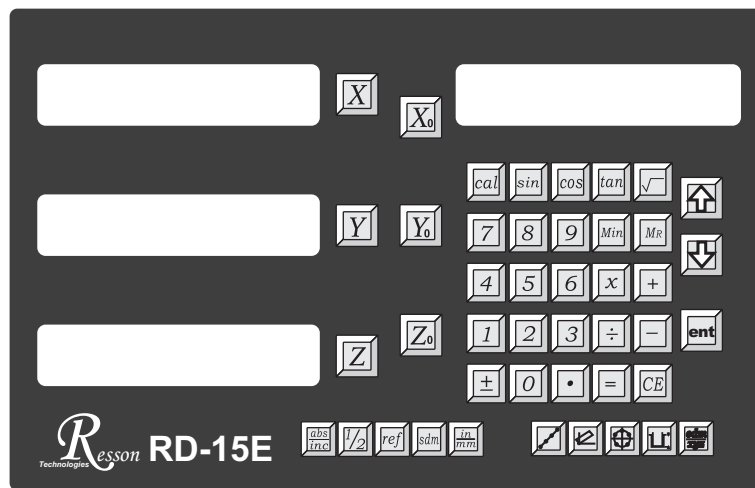 X X0
cal sin cos tan √
Y Y0 7 8 9 Min MR
4 5 6 x +
Z Z0 1 2 3 ÷ − ent
± 0 • = CE
Resson Technologies RD-15E abs/inc 1/2 ref sdm in/mm